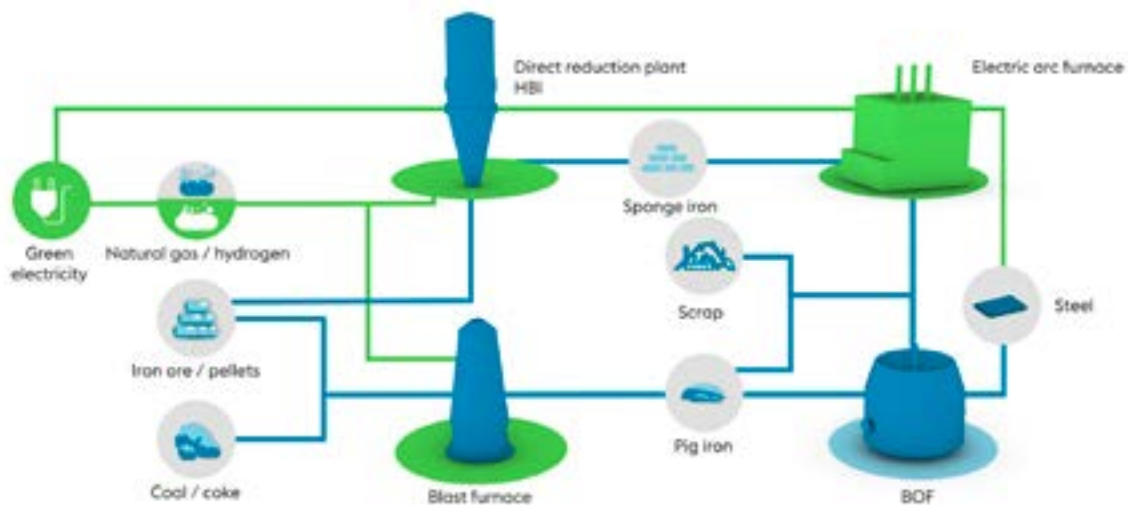 Direct reduction plant
HBI
Electric arc furnace
Sponge iron
Green
electricity
Natural gas / hydrogen
Scrap
Steel
Iron ore / pellets
Pig iron
Coal / coke
Blast furnace
BOF